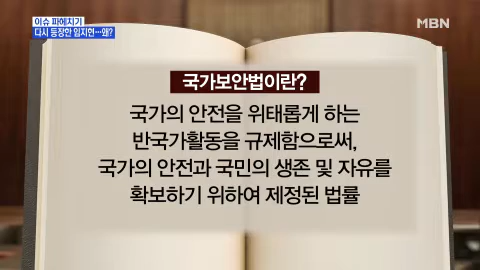 이슈 파헤치기
다시 등장한 임지현…왜?
MBN
국가보안법이란?
국가의 안전을 위태롭게 하는
반국가활동을 규제함으로써,
국가의 안전과 국민의 생존 및 자유를
확보하기 위하여 제정된 법률